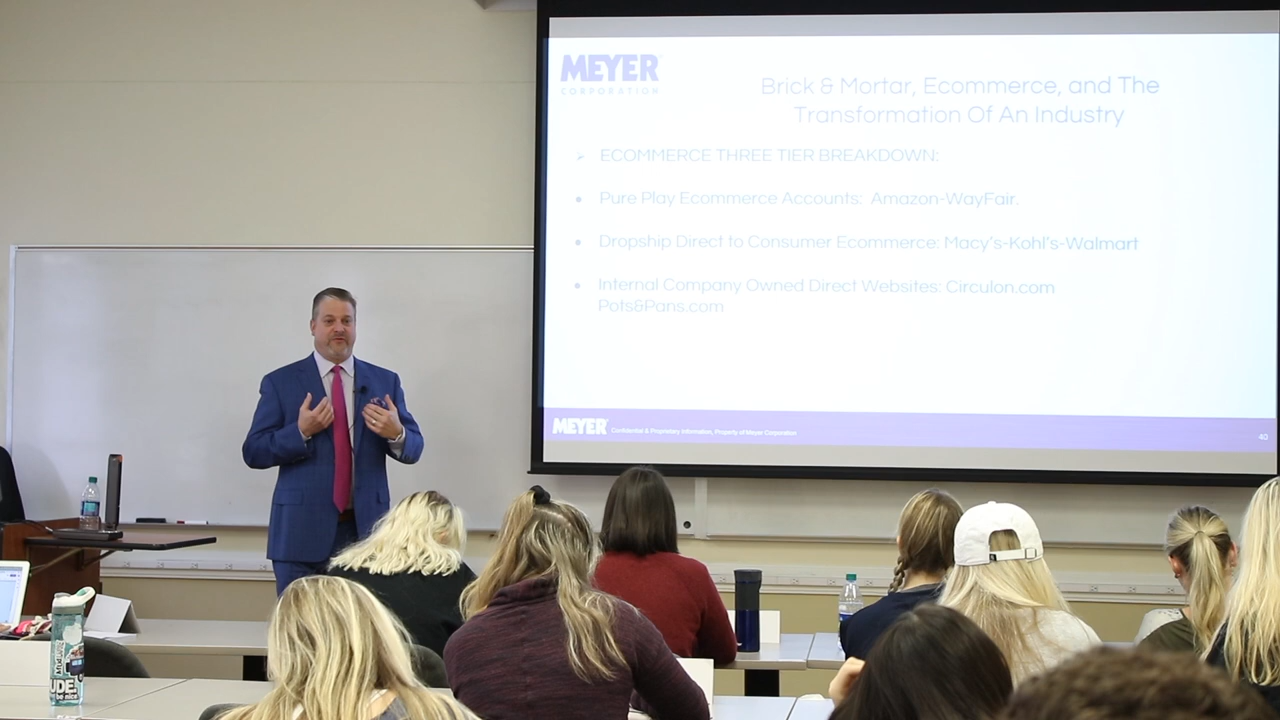 MEYER
CORPORATION
Brick & Mortar, Ecommerce, and The
Transformation Of An Industry
➢ ECOMMERCE THREE TIER BREAKDOWN:
• Pure Play Ecommerce Accounts: Amazon-WayFair.
• Dropship Direct to Consumer Ecommerce: Macy's-Kohl's-Walmart
• Internal Company Owned Direct Websites: Circulon.com
Pots&Pans.com
MEYER Confidential & Proprietary Information, Property of Meyer Corporation
40